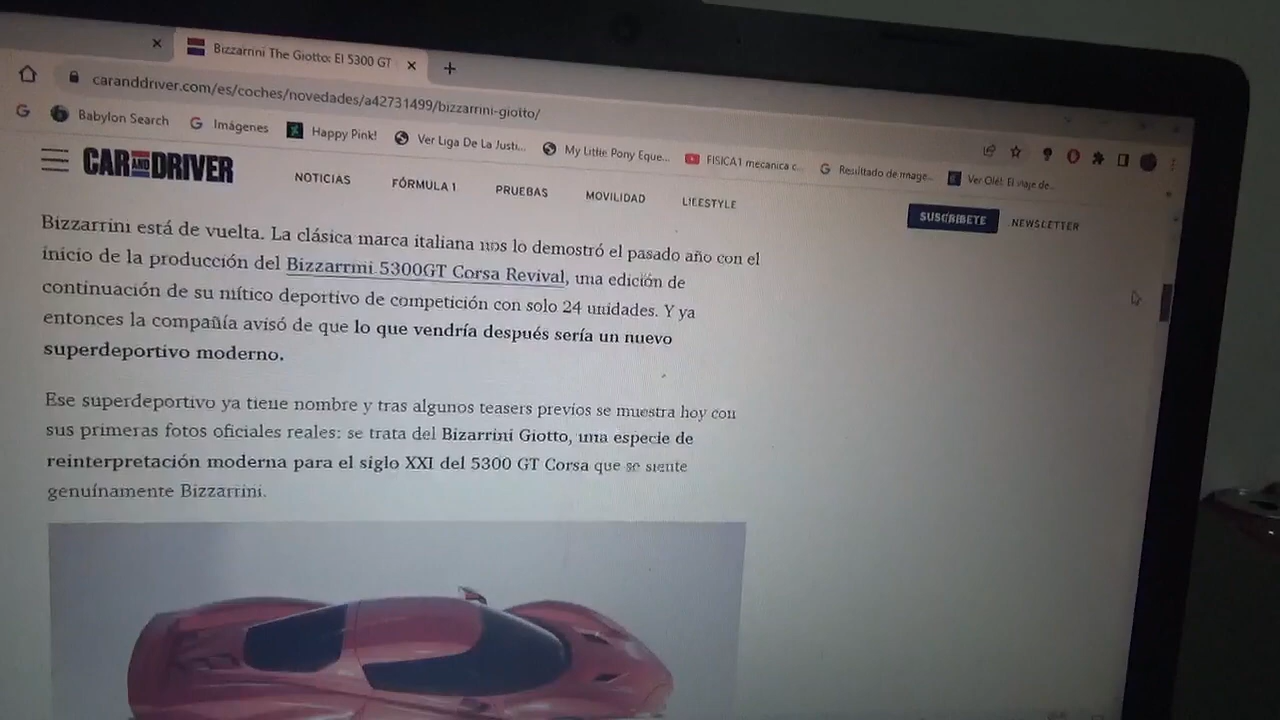 Bizzarrini The Giotto: El 5300 GT
caranddriver.com/es/coches/novedades/a42731499/bizzarrini-giotto/
Babylon Search Imágenes Happy Pink! Ver Liga De La Justi... My Little Pony Eque... FISICA1 mecanica c... Resultado de image... Ver Olé!: El viaje de...
CAR AND DRIVER NOTICIAS FÓRMULA 1 PRUEBAS MOVILIDAD LIFESTYLE SUSCRÍBETE NEWSLETTER
Bizzarrini está de vuelta. La clásica marca italiana nos lo demostró el pasado año con el
inicio de la producción del Bizzarrini 5300GT Corsa Revival, una edición de
continuación de su mítico deportivo de competición con solo 24 unidades. Y ya
entonces la compañía avisó de que lo que vendría después sería un nuevo
superdeportivo moderno.
Ese superdeportivo ya tiene nombre y tras algunos teasers previos se muestra hoy con
sus primeras fotos oficiales reales: se trata del Bizarrini Giotto, una especie de
reinterpretación moderna para el siglo XXI del 5300 GT Corsa que se siente
genuínamente Bizzarrini.